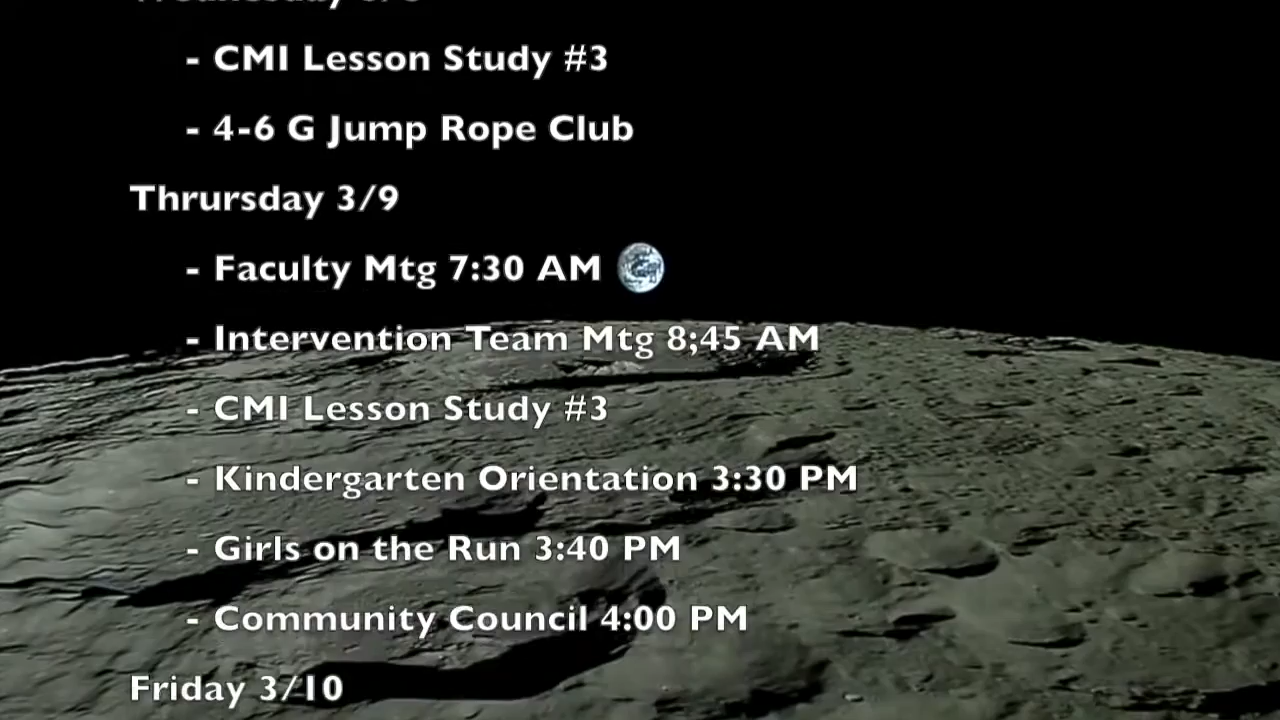 - CMI Lesson Study #3
- 4-6 G Jump Rope Club
Thrursday 3/9
- Faculty Mtg 7:30 AM
- Intervention Team Mtg 8;45 AM
- CMI Lesson Study #3
- Kindergarten Orientation 3:30 PM
- Girls on the Run 3:40 PM
- Community Council 4:00 PM
Friday 3/10